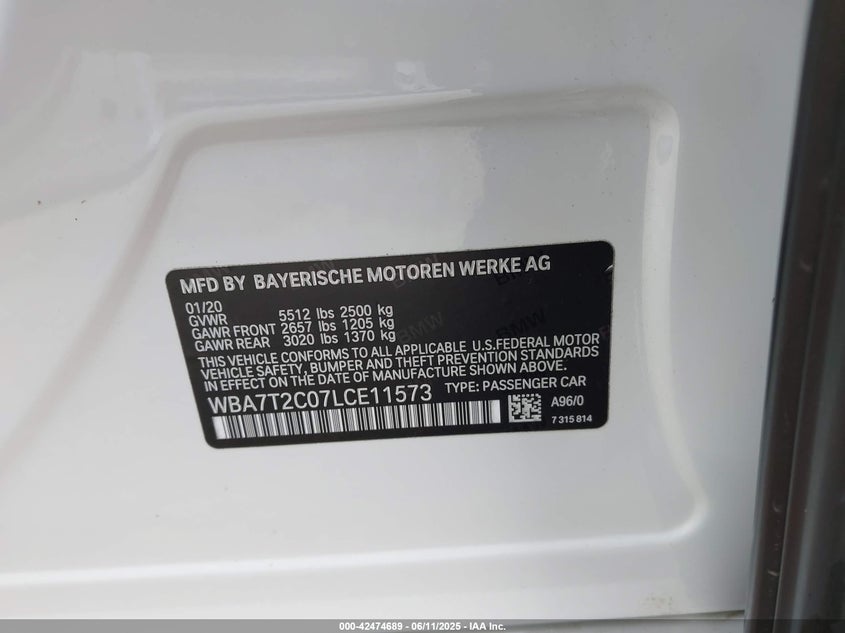 MFD BY BAYERISCHE MOTOREN WERKE AG
01/20
GVWR 5512 lbs 2500 kg
GAWR FRONT 2657 lbs 1205 kg
GAWR REAR 3020 lbs 1370 kg
THIS VEHICLE CONFORMS TO ALL APPLICABLE U.S.FEDERAL MOTOR
VEHICLE SAFETY, BUMPER AND THEFT PREVENTION STANDARDS
IN EFFECT ON THE DATE OF MANUFACTURE SHOWN ABOVE.
WBA7T2C07LCE11573 TYPE: PASSENGER CAR
A96/0
7 315 814
000-42474689 - 06/11/2025 - IAA Inc.